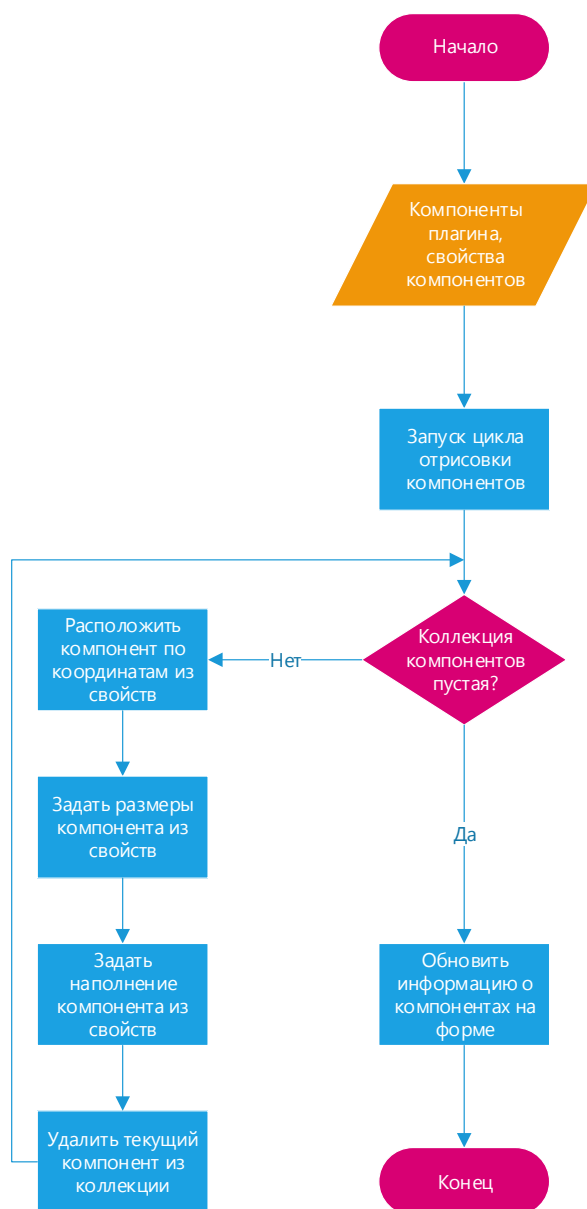 Начало
Компоненты
плагина,
свойства
компонентов
Запуск цикла
отрисовки
компонентов
Коллекция
компонентов
пустая?
Нет
Расположить
компонент по
координатам из
свойств
Задать размеры
компонента из
свойств
Задать
наполнение
компонента из
свойств
Удалить текущий
компонент из
коллекции
Да
Обновить
информацию о
компонентах на
форме
Конец